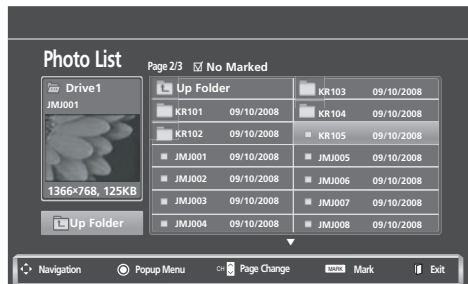 Photo List
Page 2/3 ☑ No Marked
Drive1
JMJ001
1366×768, 125KB
Up Folder
Up Folder
KR101 09/10/2008
KR102 09/10/2008
JMJ001 09/10/2008
JMJ002 09/10/2008
JMJ003 09/10/2008
JMJ004 09/10/2008
KR103 09/10/2008
KR104 09/10/2008
KR105 09/10/2008
JMJ005 09/10/2008
JMJ006 09/10/2008
JMJ007 09/10/2008
JMJ008 09/10/2008
Navigation Popup Menu CH Page Change MARK Mark Exit